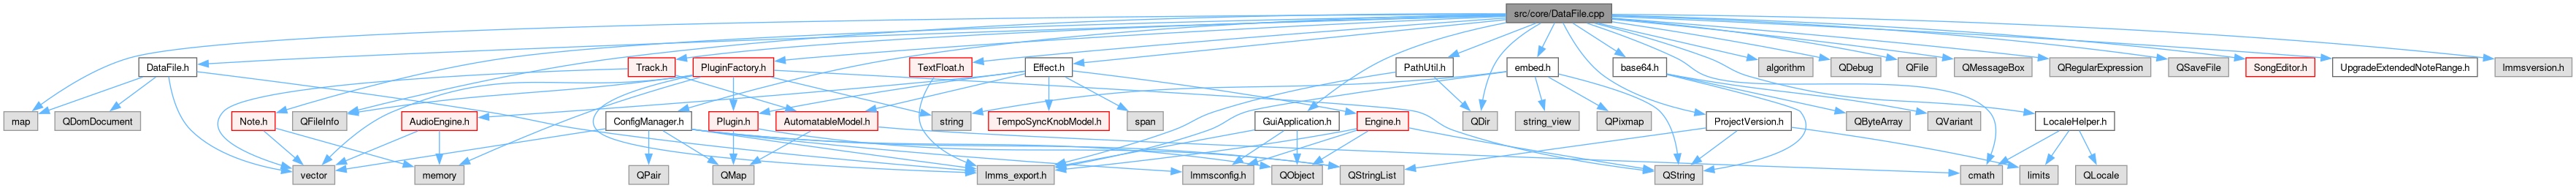 src/core/DataFile.cpp
DataFile.h
Track.h
PluginFactory.h
TextFloat.h
Effect.h
PathUtil.h
embed.h
base64.h
algorithm
QDebug
QFile
QMessageBox
QRegularExpression
QSaveFile
SongEditor.h
UpgradeExtendedNoteRange.h
lmmsversion.h
map
QDomDocument
Note.h
QFileInfo
AudioEngine.h
string
ConfigManager.h
Plugin.h
AutomatableModel.h
TempoSyncKnobModel.h
span
GuiApplication.h
Engine.h
QDir
string_view
QPixmap
ProjectVersion.h
QByteArray
QVariant
LocaleHelper.h
vector
memory
QPair
QMap
lmms_export.h
lmmsconfig.h
QObject
QStringList
QString
cmath
limits
QLocale